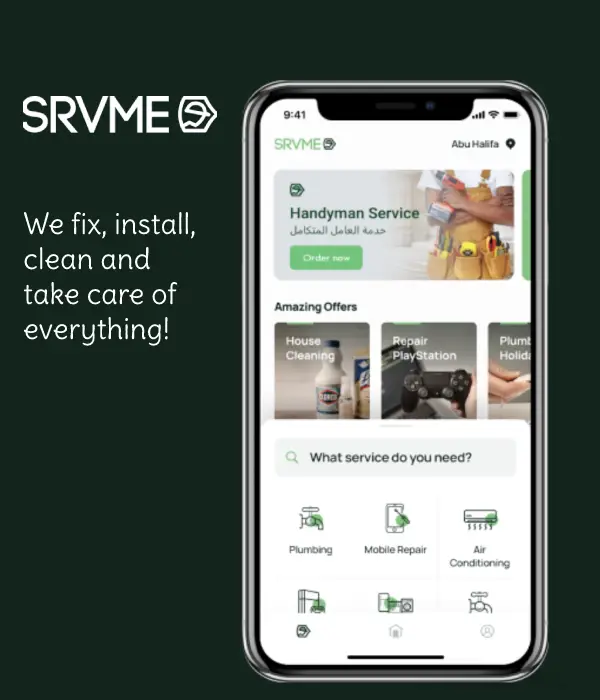 SRVME
We fix, install,
clean and
take care of
everything!
9:41
SRVME
Abu Halifa
Handyman Service
خدمة العامل المتكامل
Order now
Amazing Offers
House
Cleaning
Repair
PlayStation
Plumb
Holida
What service do you need?
Plumbing
Mobile Repair
Air
Conditioning